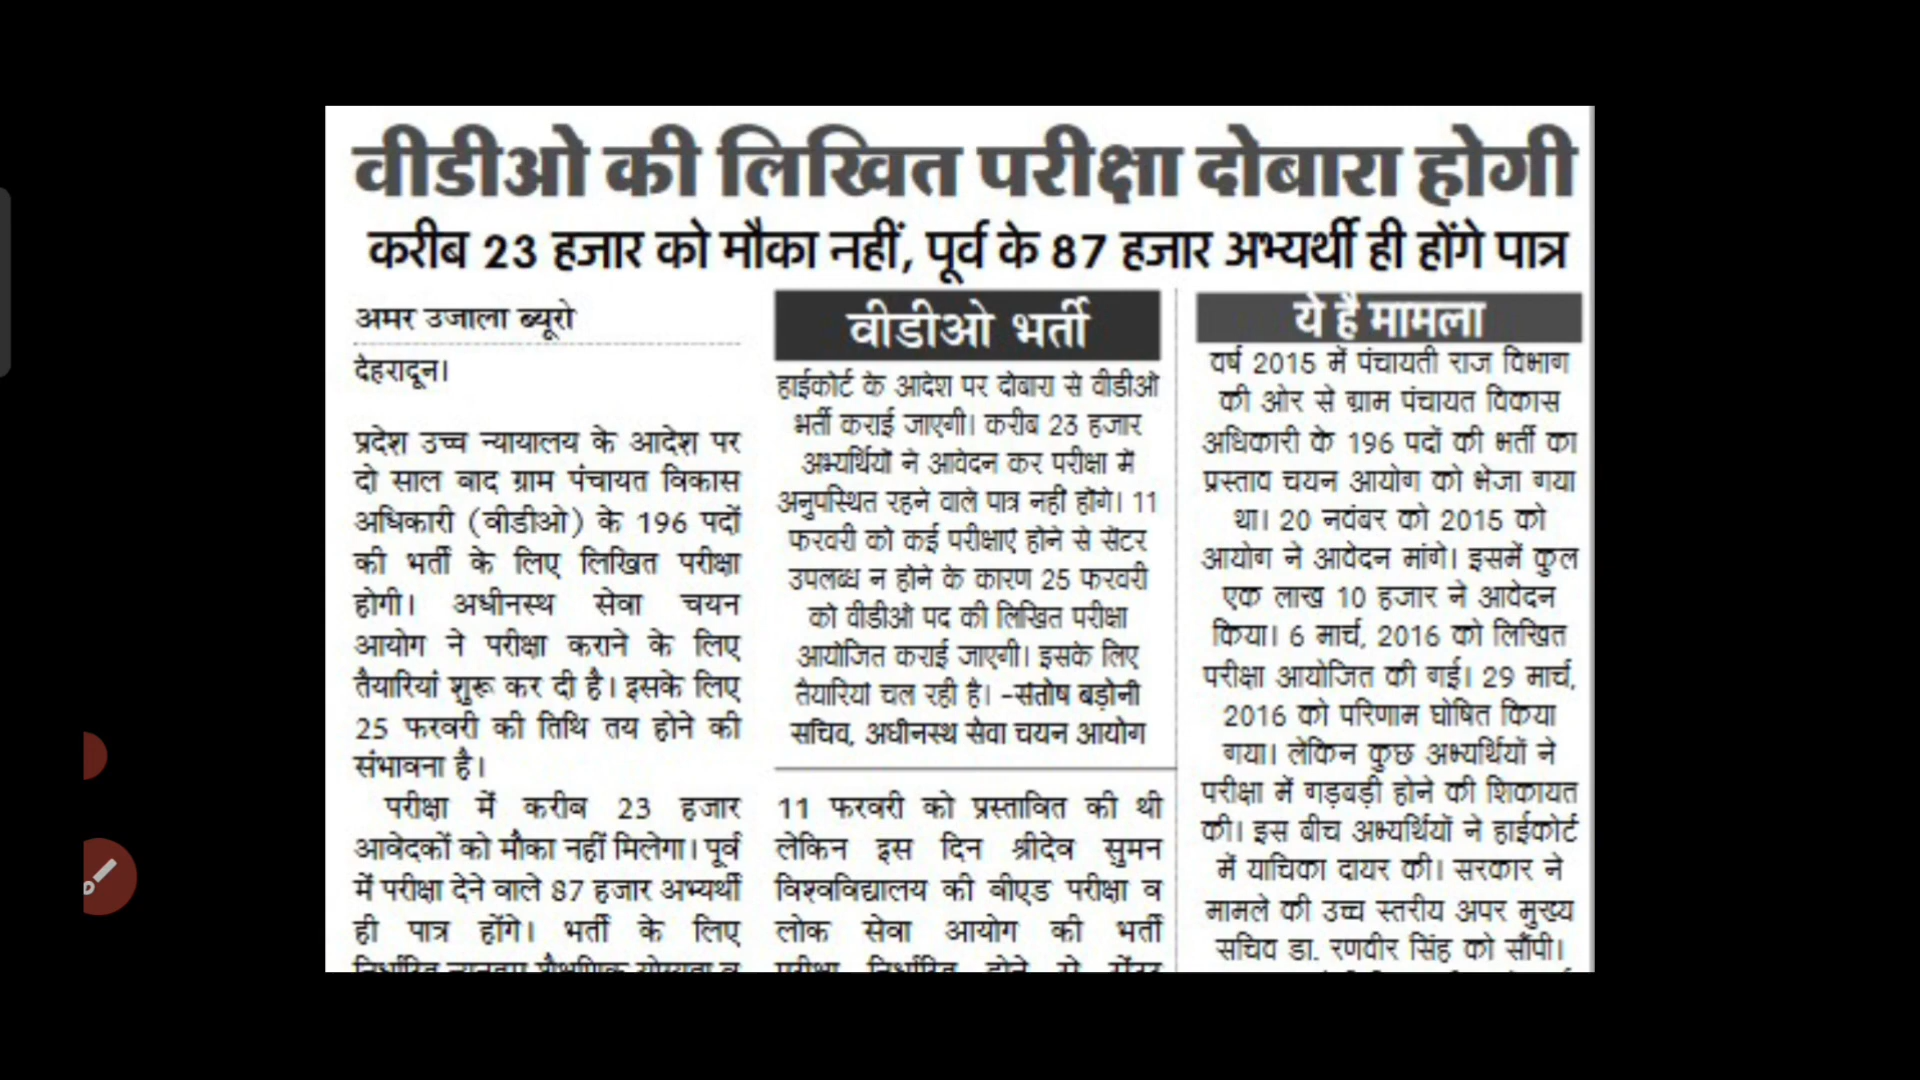 वीडीओ की लिखित परीक्षा दोबारा होगी
करीब 23 हजार को मौका नहीं, पूर्व के 87 हजार अभ्यर्थी ही होंगे पात्र
अमर उजाला ब्यूरो
देहरादून।
प्रदेश उच्च न्यायालय के आदेश पर
दो साल बाद ग्राम पंचायत विकास
अधिकारी (वीडीओ) के 196 पदों
की भर्ती के लिए लिखित परीक्षा
होगी। अधीनस्थ सेवा चयन
आयोग ने परीक्षा कराने के लिए
तैयारियां शुरू कर दी है। इसके लिए
25 फरवरी की तिथि तय होने की
संभावना है।
परीक्षा में करीब 23 हजार
आवेदकों को मौका नहीं मिलेगा। पूर्व
में परीक्षा देने वाले 87 हजार अभ्यर्थी
ही पात्र होंगे। भर्ती के लिए
वीडीओ भर्ती
हाईकोर्ट के आदेश पर दोबारा से वीडीओ
भर्ती कराई जाएगी। करीब 23 हजार
अभ्यर्थियों ने आवेदन कर परीक्षा में
अनुपस्थित रहने वाले पात्र नहीं होंगे। 11
फरवरी को कई परीक्षाएं होने से सेंटर
उपलब्ध न होने के कारण 25 फरवरी
को वीडीओ पद की लिखित परीक्षा
आयोजित कराई जाएगी। इसके लिए
तैयारियां चल रही है। -संतोष बड़ोनी
सचिव, अधीनस्थ सेवा चयन आयोग
11 फरवरी को प्रस्तावित की थी
लेकिन इस दिन श्रीदेव सुमन
विश्वविद्यालय की बीएड परीक्षा व
लोक सेवा आयोग की भर्ती
ये है मामला
वर्ष 2015 में पंचायती राज विभाग
की ओर से ग्राम पंचायत विकास
अधिकारी के 196 पदों की भर्ती का
प्रस्ताव चयन आयोग को भेजा गया
था। 20 नवंबर को 2015 को
आयोग ने आवेदन मांगे। इसमें कुल
एक लाख 10 हजार ने आवेदन
किया। 6 मार्च, 2016 को लिखित
परीक्षा आयोजित की गई। 29 मार्च,
2016 को परिणाम घोषित किया
गया। लेकिन कुछ अभ्यर्थियों ने
परीक्षा में गड़बड़ी होने की शिकायत
की। इस बीच अभ्यर्थियों ने हाईकोर्ट
में याचिका दायर की। सरकार ने
मामले की उच्च स्तरीय अपर मुख्य
सचिव डा. रणवीर सिंह को सौंपी।